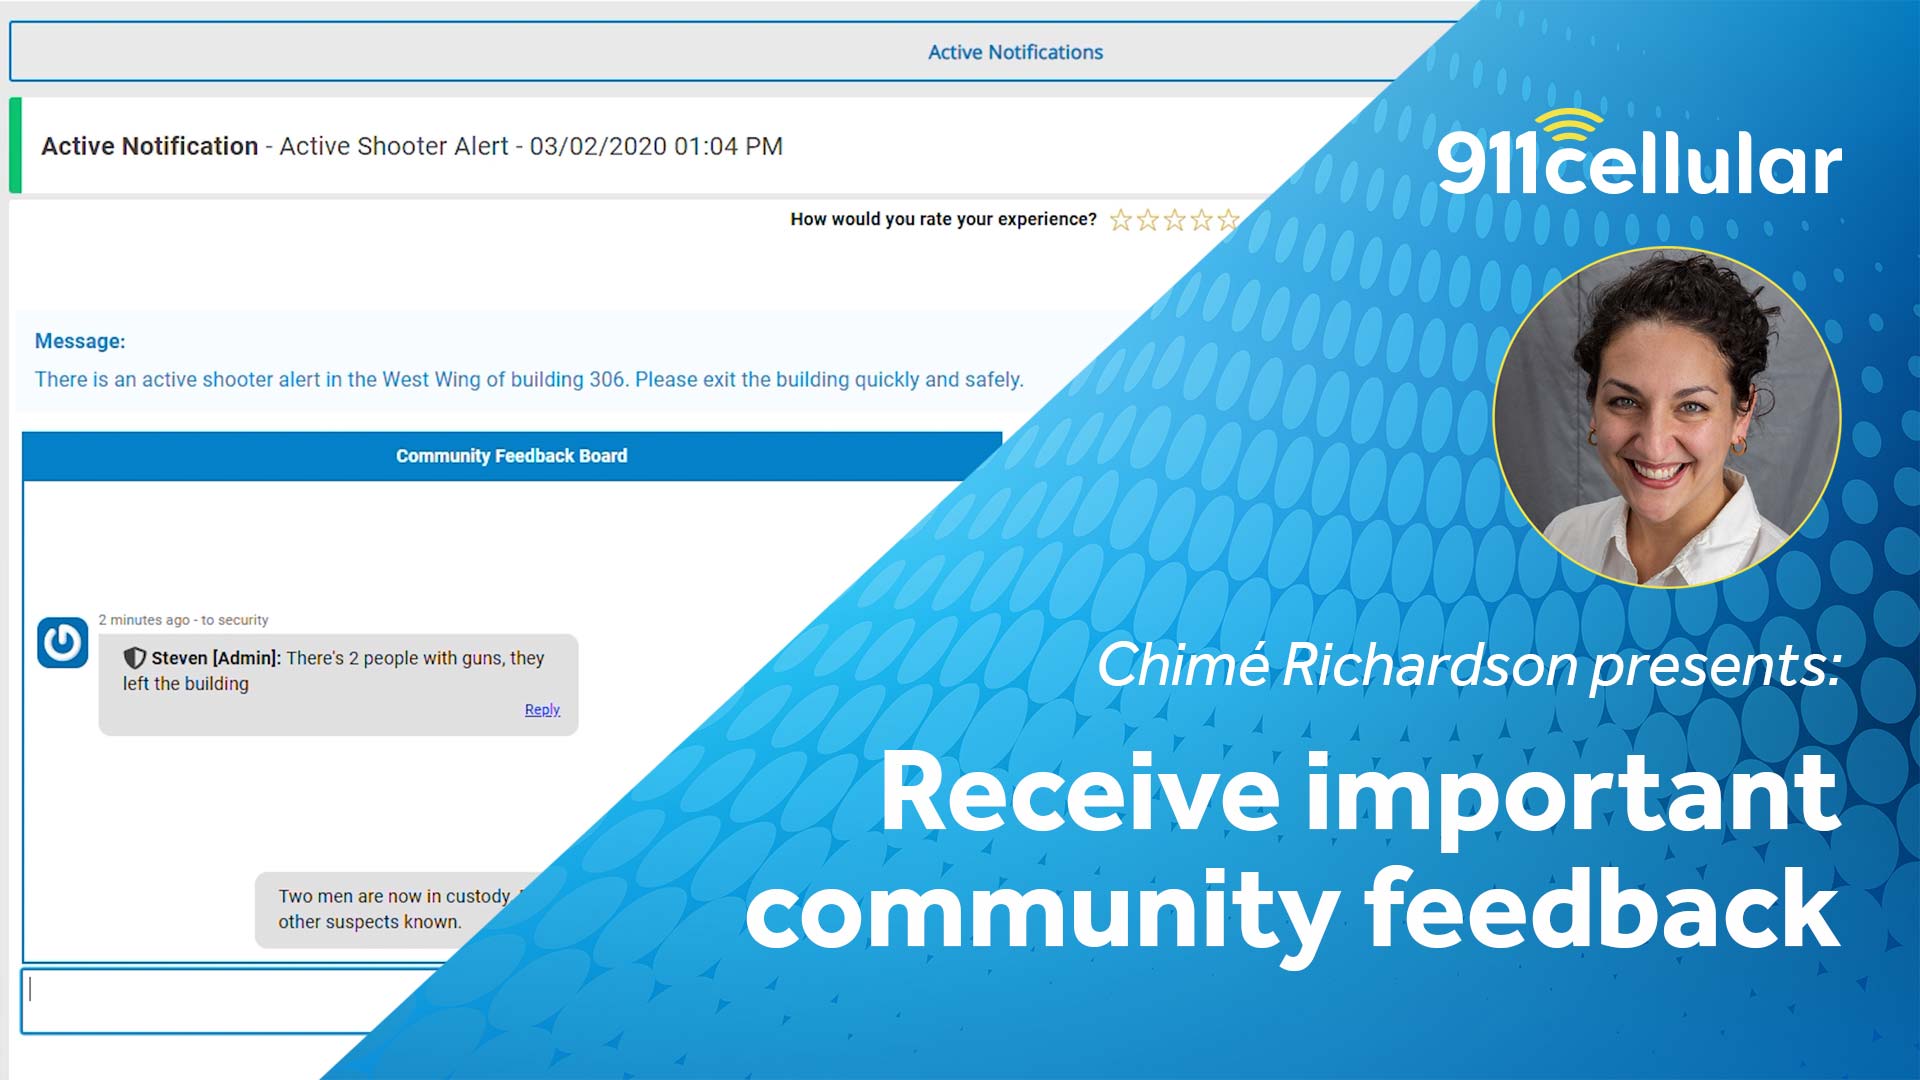 Active Notifications
Active Notification - Active Shooter Alert - 03/02/2020 01:04 PM
How would you rate your experience?
Message:
There is an active shooter alert in the West Wing of building 306. Please exit the building quickly and safely.
Community Feedback Board
2 minutes ago - to security
Steven [Admin]: There's 2 people with guns, they
left the building
Reply
Two men are now in custody.
other suspects known.
911cellular
Chimé Richardson presents:
Receive important
community feedback